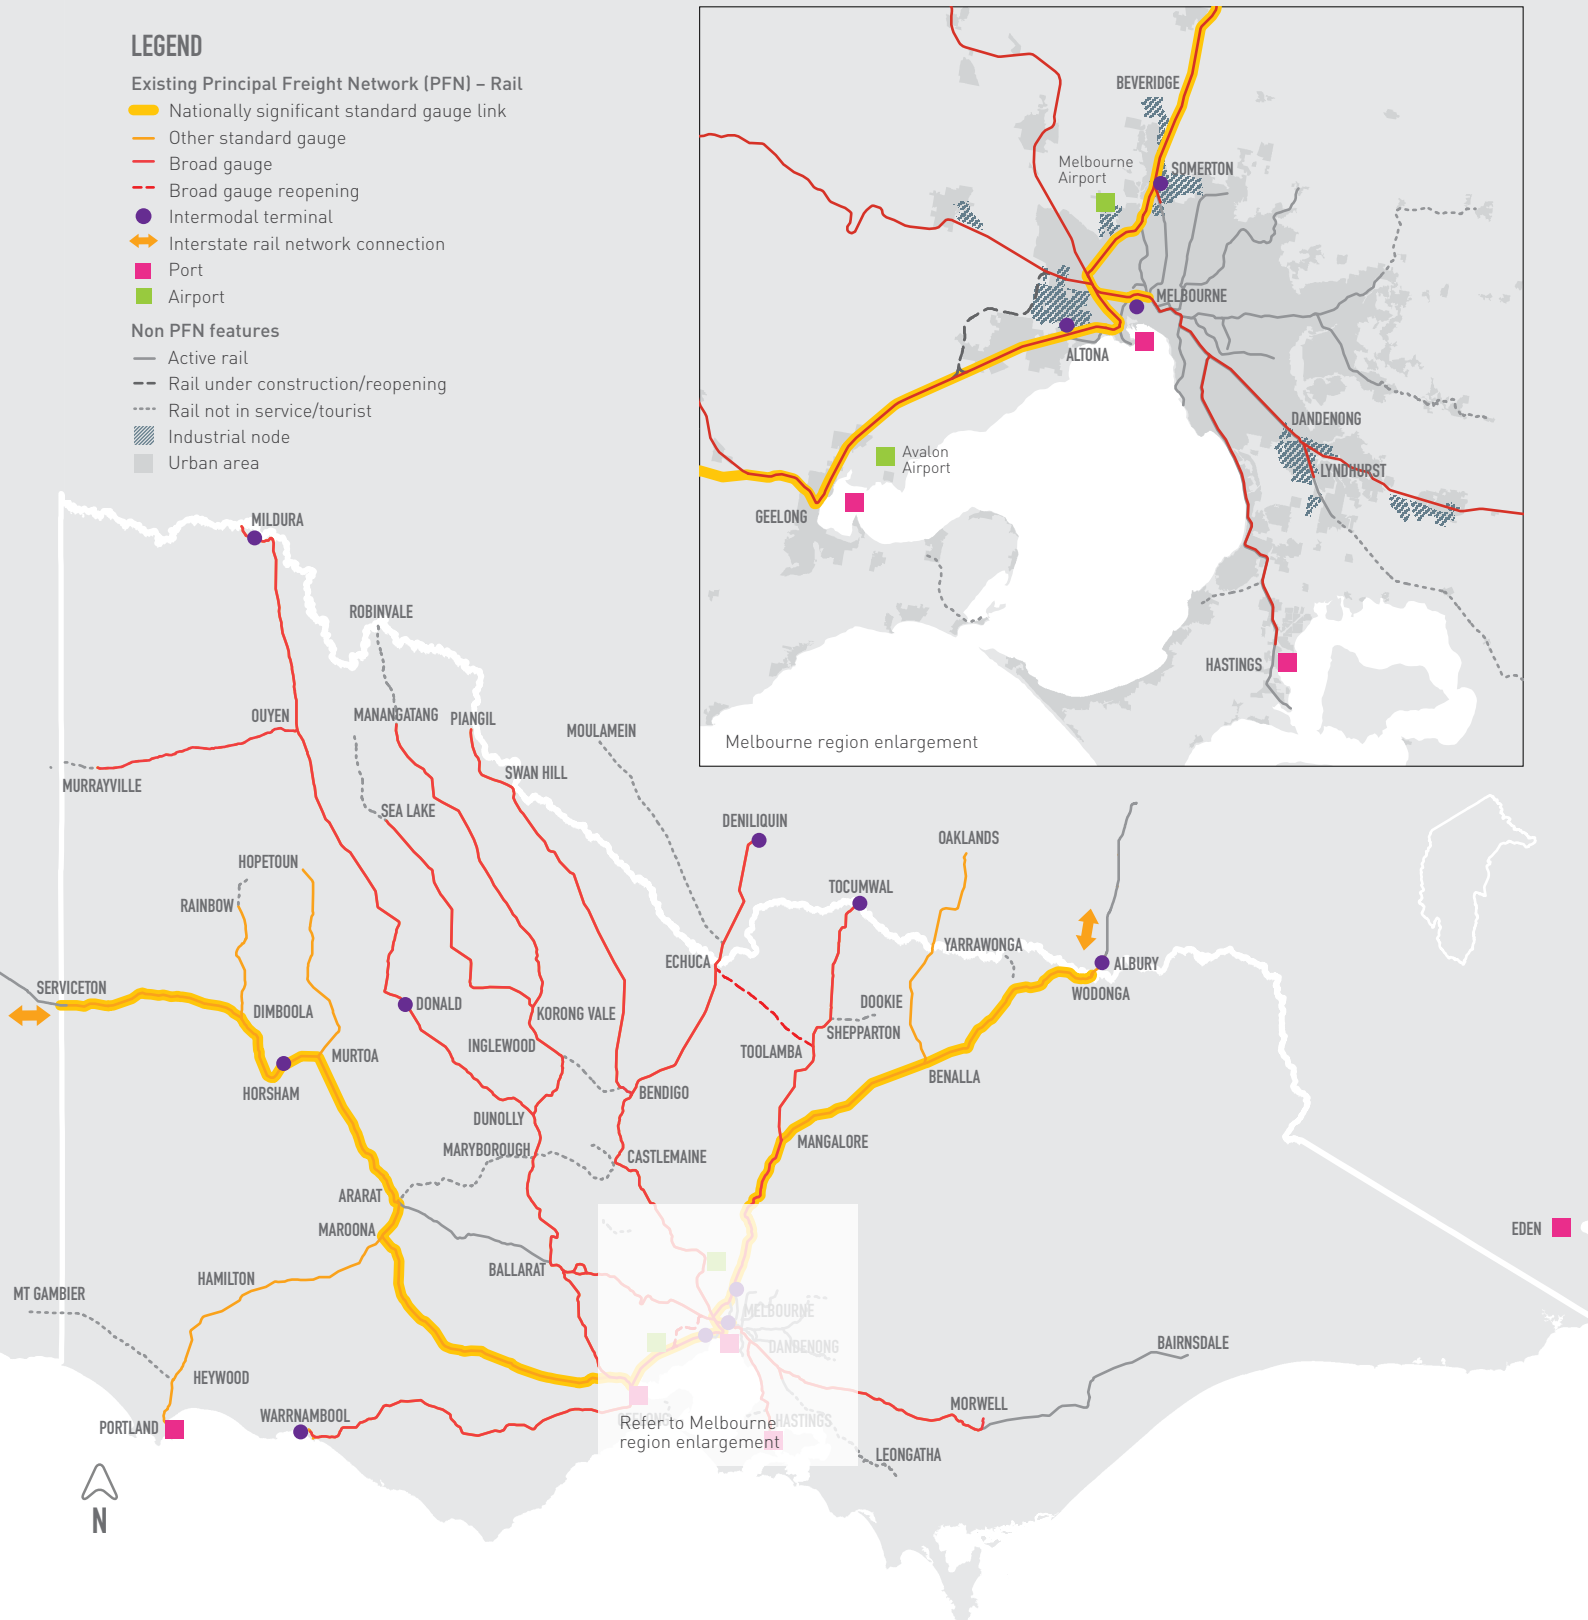 LEGEND
Existing Principal Freight Network (PFN) – Rail
Nationally significant standard gauge link
Other standard gauge
Broad gauge
Broad gauge reopening
Intermodal terminal
Interstate rail network connection
Port
Airport
Non PFN features
Active rail
Rail under construction/reopening
Rail not in service/tourist
Industrial node
Urban area
BEVERIDGE
Melbourne
Airport
SOMERTON
MELBOURNE
ALTONA
DANDENONG
LYNDHURST
Avalon
Airport
GEELONG
HASTINGS
Melbourne region enlargement
MILDURA
ROBINVALE
OUYEN
MANANGATANG
PIANGIL
MOULAMEIN
MURRAYVILLE
SWAN HILL
SEA LAKE
DENILIQUIN
OAKLANDS
HOPETOUN
TOCUMWAL
RAINBOW
YARRAWONGA
ECHUCA
ALBURY
SERVICETON
WODONGA
DONALD
DOOKIE
DIMBOOLA
KORONG VALE
SHEPPARTON
INGLEWOOD
TOOLAMBA
MURTOA
BENALLA
HORSHAM
BENDIGO
DUNOLLY
MANGALORE
MARYBOROUGH
CASTLEMAINE
ARARAT
MAROONA
EDEN
BALLARAT
HAMILTON
MT GAMBIER
MELBOURNE
DANDENONG
BAIRNSDALE
HEYWOOD
MORWELL
WARRNAMBOOL
PORTLAND
GEELONG
HASTINGS
Refer to Melbourne
region enlargement
LEONGATHA
N